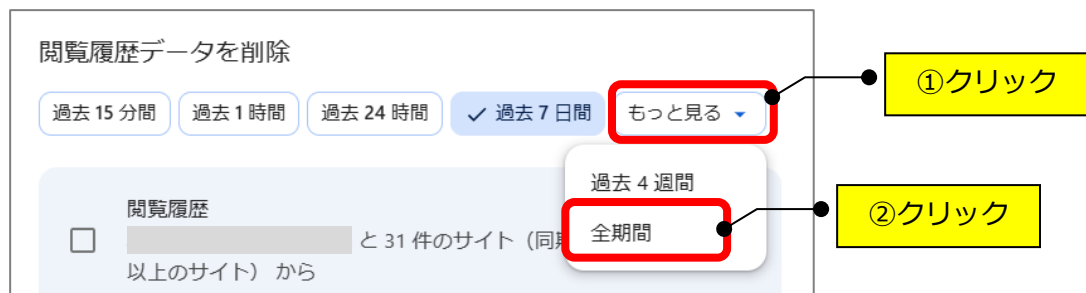 閲覧履歴データを削除
過去 15 分間 過去 1 時間 過去 24 時間 過去 7 日間 もっと見る
①クリック
過去 4 週間
全期間
②クリック
閲覧履歴
と 31 件のサイト（同
以上のサイト） から